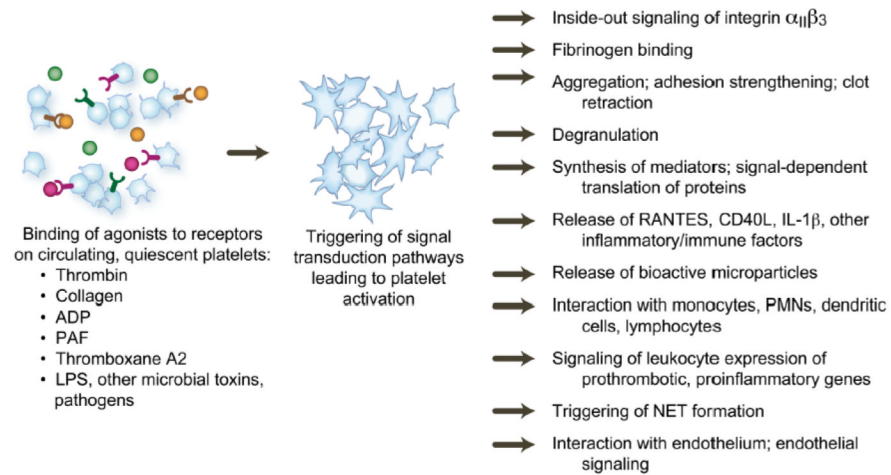 Binding of agonists to receptors
on circulating, quiescent platelets:
• Thrombin
• Collagen
• ADP
• PAF
• Thromboxane A2
• LPS, other microbial toxins,
pathogens
Triggering of signal
transduction pathways
leading to platelet
activation
Inside-out signaling of integrin αIIβ3
Fibrinogen binding
Aggregation; adhesion strengthening; clot
retraction
Degranulation
Synthesis of mediators; signal-dependent
translation of proteins
Release of RANTES, CD40L, IL-1β, other
inflammatory/immune factors
Release of bioactive microparticles
Interaction with monocytes, PMNs, dendritic
cells, lymphocytes
Signaling of leukocyte expression of
prothrombotic, proinflammatory genes
Triggering of NET formation
Interaction with endothelium; endothelial
signaling